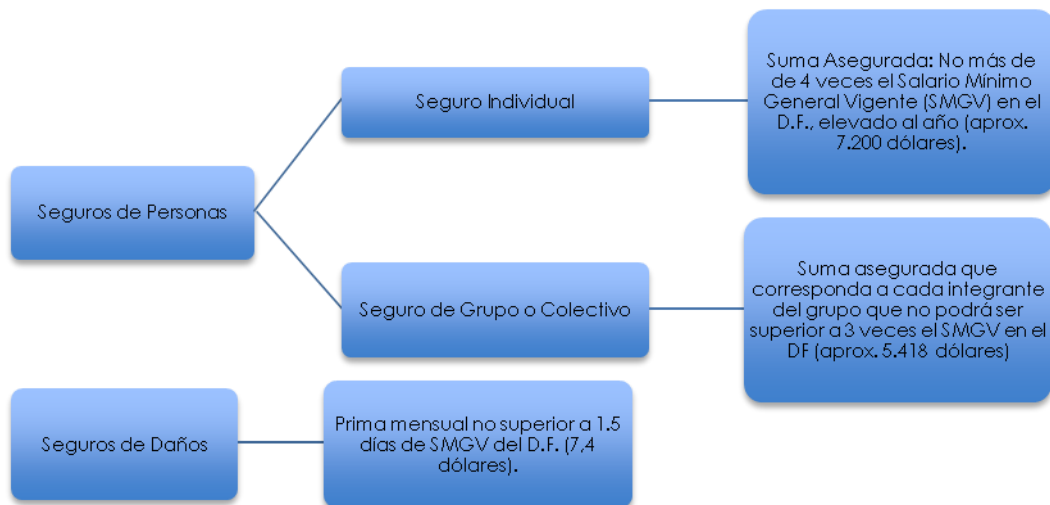 Seguros de Personas
Seguro Individual
Suma Asegurada: No más de
de 4 veces el Salario Mínimo
General Vigente (SMGV) en el
D.F., elevado al año (aprox.
7.200 dólares).
Seguro de Grupo o Colectivo
Suma asegurada que
corresponda a cada integrante
del grupo que no podrá ser
superior a 3 veces el SMGV en el
DF (aprox. 5.418 dólares)
Seguros de Daños
Prima mensual no superior a 1.5
días de SMGV del D.F. (7,4
dólares).